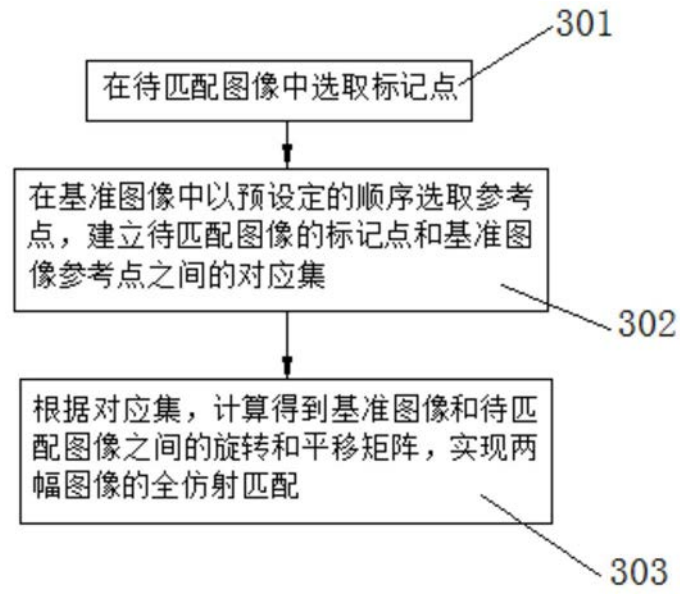 301
在待匹配图像中选取标记点
在基准图像中以预设定的顺序选取参考
点，建立待匹配图像的标记点和基准图
像参考点之间的对应集
302
根据对应集，计算得到基准图像和待匹
配图像之间的旋转和平移矩阵，实现两
幅图像的全仿射匹配
303